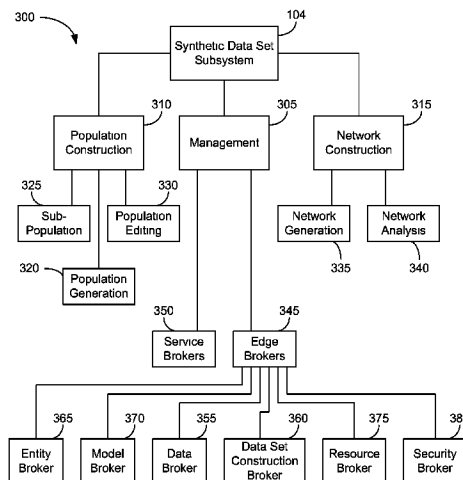 300
104
Synthetic Data Set
Subsystem
310
305
315
Population
Construction
Management
Network
Construction
325
330
Sub-
Population
Population
Editing
Network
Generation
Network
Analysis
320
335
340
Population
Generation
350
345
Service
Brokers
Edge
Brokers
365
370
355
360
375
38
Entity
Broker
Model
Broker
Data
Broker
Data Set
Construction
Broker
Resource
Broker
Security
Broker